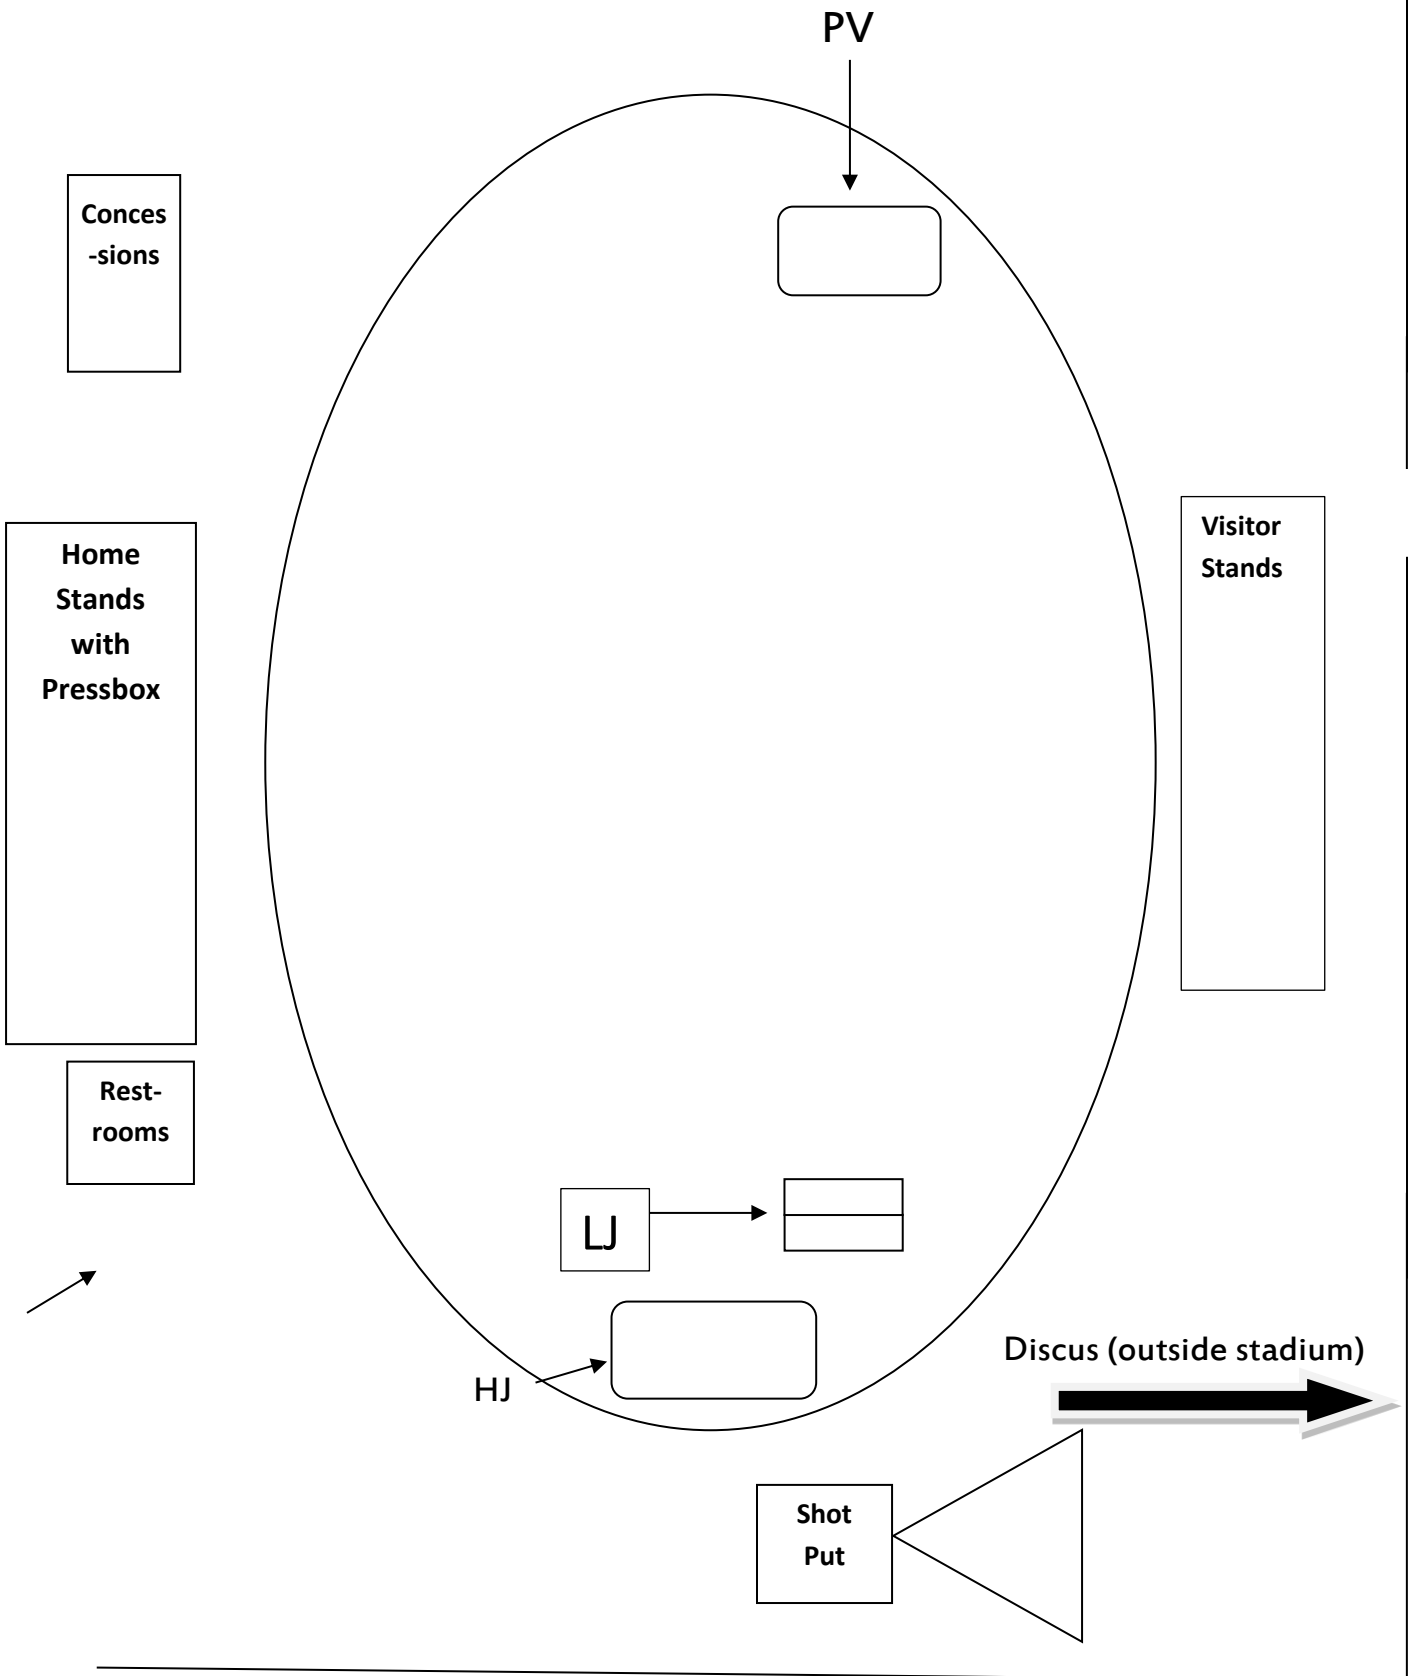 PV
Conces
-sions
Home
Stands
with
Pressbox
Visitor
Stands
Rest-
rooms
LJ
HJ
Discus (outside stadium)
Shot
Put